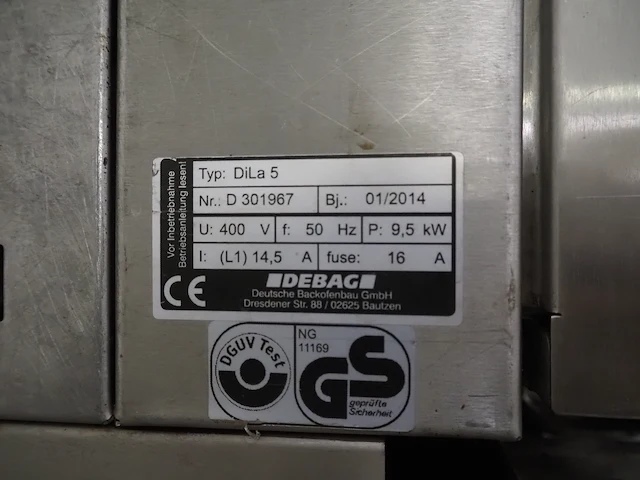 Vor Inbetriebnahme
Betriebsanleitung lesen!
Typ: DiLa 5
Nr.: D 301967 Bj.: 01/2014
U: 400 V f: 50 Hz P: 9,5 kW
I: (L1) 14,5 A fuse: 16 A
CE
DEBAG
Deutsche Backofenbau GmbH
Dresdener Str. 88 / 02625 Bautzen
DGUV Test
NG
11169
GS
geprüfte
Sicherheit